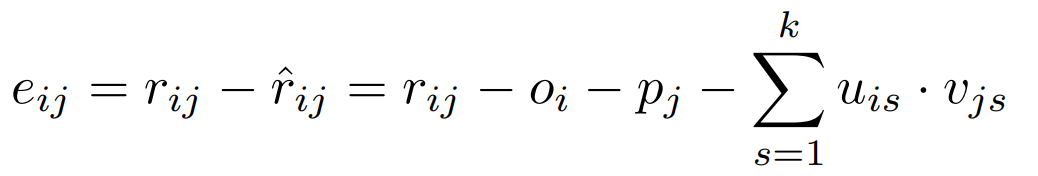 e_{ij} = r_{ij} - \hat{r}_{ij} = r_{ij} - o_i - p_j - \sum_{s=1}^{k} u_{is} \cdot v_{js}